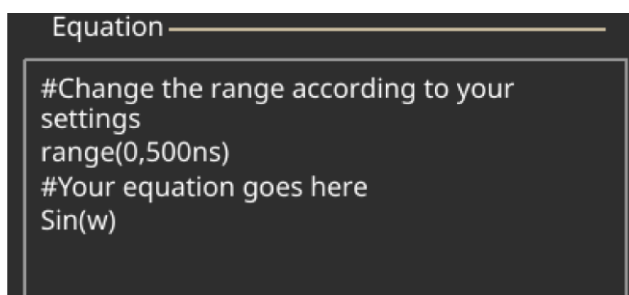 Equation
#Change the range according to your
settings
range(0,500ns)
#Your equation goes here
Sin(w)